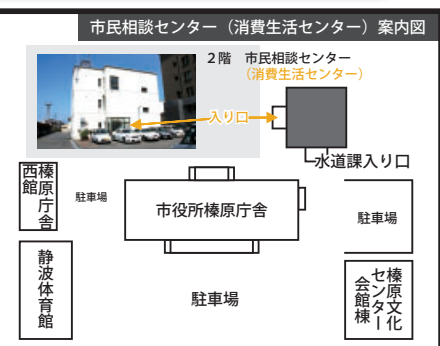 市民相談センター（消費生活センター）案内図
２階　市民相談センター
（消費生活センター）
入り口
水道課入り口
榛原庁舎
西館
駐車場
市役所榛原庁舎
駐車場
静波体育館
駐車場
榛原文化
センター
会館棟